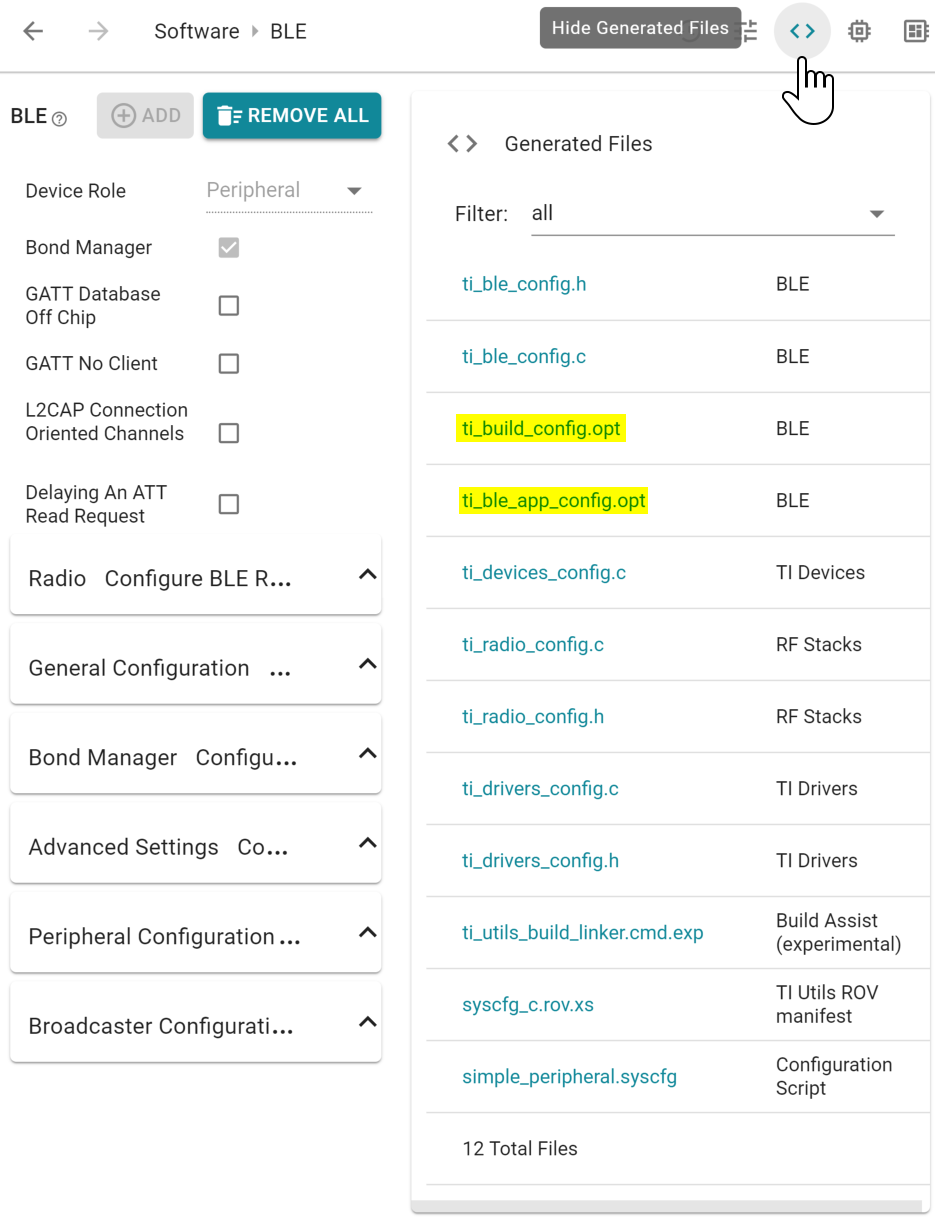 Software BLE
Hide Generated Files
BLE
ADD
REMOVE ALL
Device Role
Peripheral
Bond Manager
GATT Database
Off Chip
GATT No Client
L2CAP Connection
Oriented Channels
Delaying An ATT
Read Request
Radio Configure BLE R...
General Configuration ...
Bond Manager Configu...
Advanced Settings Co...
Peripheral Configuration ...
Broadcaster Configurati...
Generated Files
Filter: all
ti_ble_config.h BLE
ti_ble_config.c BLE
ti_build_config.opt BLE
ti_ble_app_config.opt BLE
ti_devices_config.c TI Devices
ti_radio_config.c RF Stacks
ti_radio_config.h RF Stacks
ti_drivers_config.c TI Drivers
ti_drivers_config.h TI Drivers
ti_utils_build_linker.cmd.exp Build Assist
(experimental)
syscfg_c.rov.xs TI Utils ROV
manifest
simple_peripheral.syscfg Configuration
Script
12 Total Files